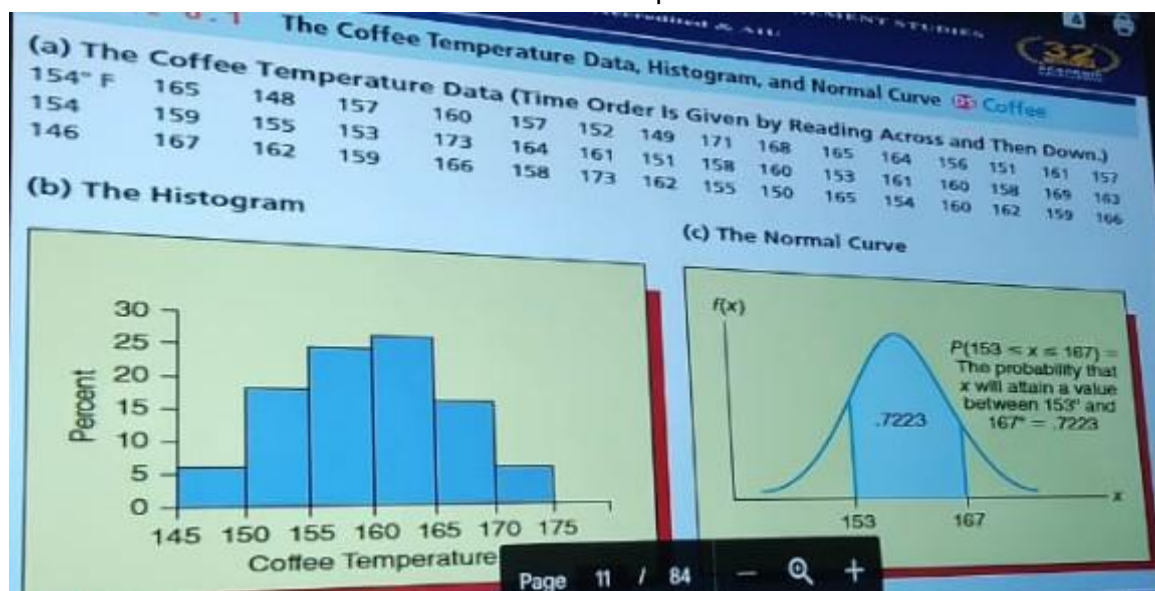 The Coffee Temperature Data, Histogram, and Normal Curve DS Coffee
32
(a) The Coffee Temperature Data (Time Order Is Given by Reading Across and Then Down.)
154° F 165 148 157 160 157 152 149 171 168 165 164 156 151 161 157
154 159 155 153 173 164 161 151 158 160 153 161 160 158 169 163
146 167 162 159 166 158 173 162 155 150 165 154 160 162 159 166
(b) The Histogram
30
25
20
15
10
5
0
Percent
145 150 155 160 165 170 175
Coffee Temperature
(c) The Normal Curve
f(x)
P(153 ≤ x ≤ 167) =
The probability that
x will attain a value
between 153° and
167° = .7223
.7223
x
153 167
Page 11 / 84 − +